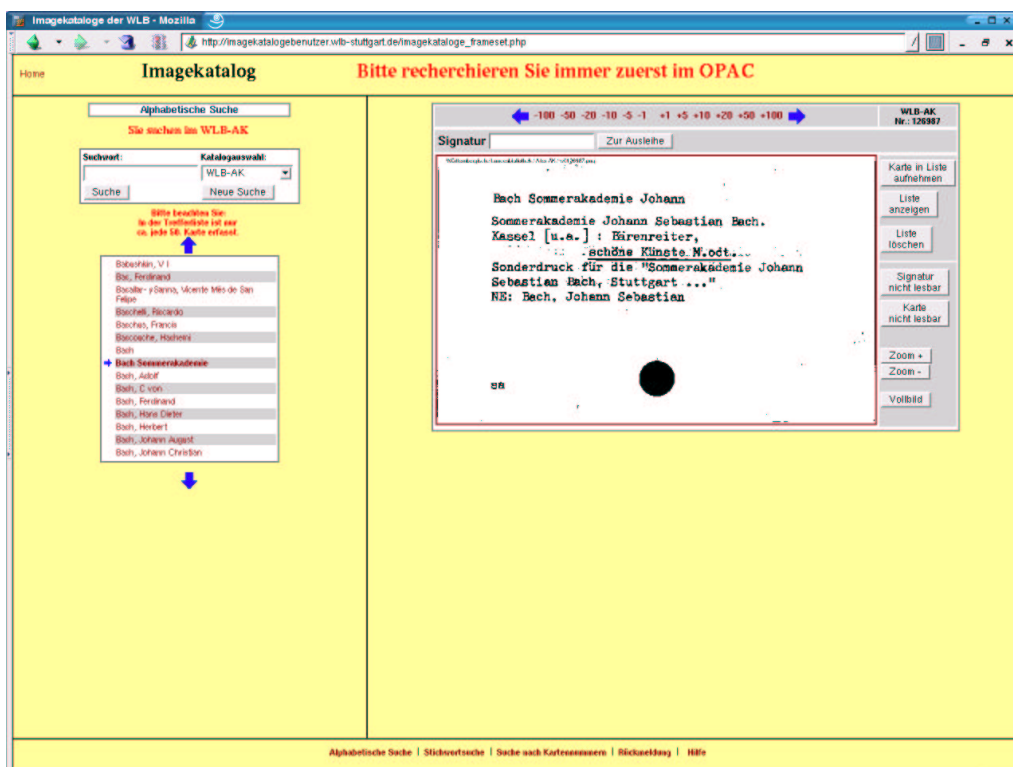 Imagekataloge der WLB - Mozilla
http://imagekatalogebenutzer.wlb-stuttgart.de/imagekataloge_frameset.php
Home
Imagekatalog
Bitte recherchieren Sie immer zuerst im OPAC
Alphabetische Suche
Sie suchen im WLB-AK
Suchwort:
Katalogauswahl:
WLB-AK
Suche
Neue Suche
Bitte beachten Sie:
In der Trefferliste ist nur
ca. jede 50. Karte erfasst.
Babushkin, V I
Bac, Ferdinand
Bacallar- y Sanna, Vicente
de San
Felipe
Bacchelli, Riccardo
Francis
Bach
Bach Sommerakademie
Bach, Adolf
Bach, C von
Bach, Ferdinand
Bach, Hans Dieter
Bach, Herbert
Bach, Johann August
Bach, Johann Christian
-100 -50 -20 -10 -5 -1 +1 +5 +10 +20 +50 +100
WLB-AK
Nr.: 126987
Signatur
Zur Ausleihe
Bach Sommerakademie Johann
Sommerakademie Johann Sebastian Bach.
Kassel [u.a.] : Bärenreiter,
schöne Künste N.odt.
Sonderdruck für die "Sommerakademie Johann
Sebastian Bach, Stuttgart ..."
NE: Bach, Johann Sebastian
sa
Karte in Liste
aufnehmen
Liste
anzeigen
Liste
löschen
Signatur
nicht lesbar
Karte
nicht lesbar
Zoom +
Zoom -
Vollbild
Alphabetische Suche | Stichwortsuche | Suche nach Kartennummern | Rückmeldung | Hilfe